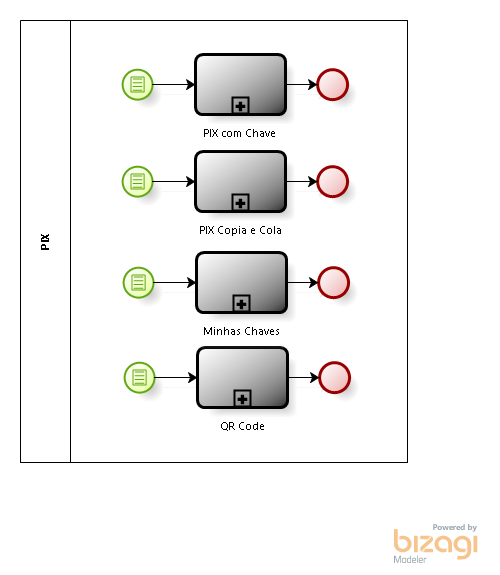 PIX
PIX com Chave
PIX Copia e Cola
Minhas Chaves
QR Code
Powered by
bizagi
Modeler